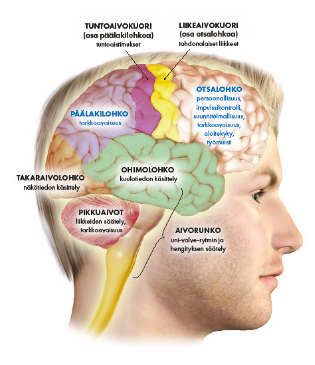 TUNTOAIVOKUORI
(osa päälakilohkoa)
tuntoaistimukset
LIIKEAIVOKUORI
(osa otsalohkoa)
tahdonalaiset liikkeet
OTSALOHKO
persoonallisuus,
impulssikontrolli,
suunnitelmallisuus,
tarkkaavaisuus,
aloitekyky,
työmuisti
PÄÄLAKILOHKO
tarkkaavaisuus
OHIMOLOHKO
kuulotiedon käsittely
TAKARAIVOLOHKO
näkötiedon käsittely
PIKKUAIVOT
liikkeiden säätely,
tarkkaavaisuus
AIVORUNKO
uni-valve-rytmin ja
hengityksen säätely